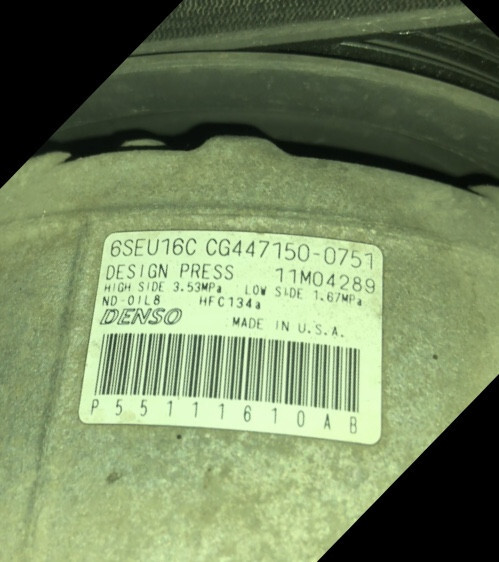 6SEU16C CG447150-0751
DESIGN PRESS 11M04289
HIGH SIDE 3.53MPa LOW SIDE 1.67MPa
ND-OIL8 HFC134a
DENSO MADE IN U.S.A.
P55111610AB